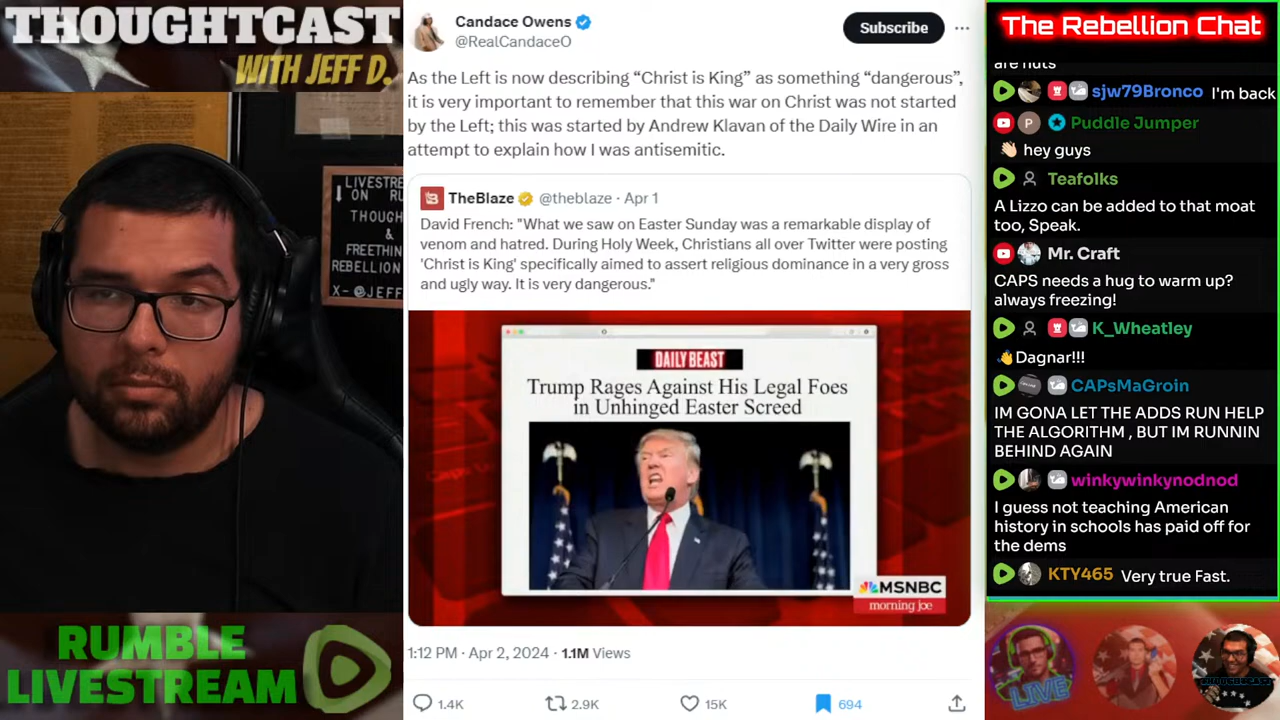 THOUGHTCAST
WITH JEFF D.
LIVESTRE
ON RU
THOUGH
&
FREETHIN
REBELLION
X-@JEFF
RUMBLE
LIVESTREAM
Candace Owens
@RealCandaceO
Subscribe
As the Left is now describing “Christ is King” as something “dangerous”,
it is very important to remember that this war on Christ was not started
by the Left; this was started by Andrew Klavan of the Daily Wire in an
attempt to explain how I was antisemitic.
TheBlaze @theblaze · Apr 1
David French: "What we saw on Easter Sunday was a remarkable display of
venom and hatred. During Holy Week, Christians all over Twitter were posting
'Christ is King' specifically aimed to assert religious dominance in a very gross
and ugly way. It is very dangerous."
DAILY BEAST
Trump Rages Against His Legal Foes
in Unhinged Easter Screed
MSNBC
morning joe
1:12 PM · Apr 2, 2024 · 1.1M Views
1.4K 2.9K 15K 694
The Rebellion Chat
are nuts
sjw79Bronco I'm back
P Puddle Jumper
👋🏻 hey guys
Teafolks
A Lizzo can be added to that moat
too, Speak.
Mr. Craft
CAPS needs a hug to warm up?
always freezing!
K_Wheatley
👋Dagnar!!!
CAPsMaGroin
IM GONA LET THE ADDS RUN HELP
THE ALGORITHM , BUT IM RUNNIN
BEHIND AGAIN
winkywinkynodnod
I guess not teaching American
history in schools has paid off for
the dems
KTY465 Very true Fast.
LIVE
THOUGHTCAST